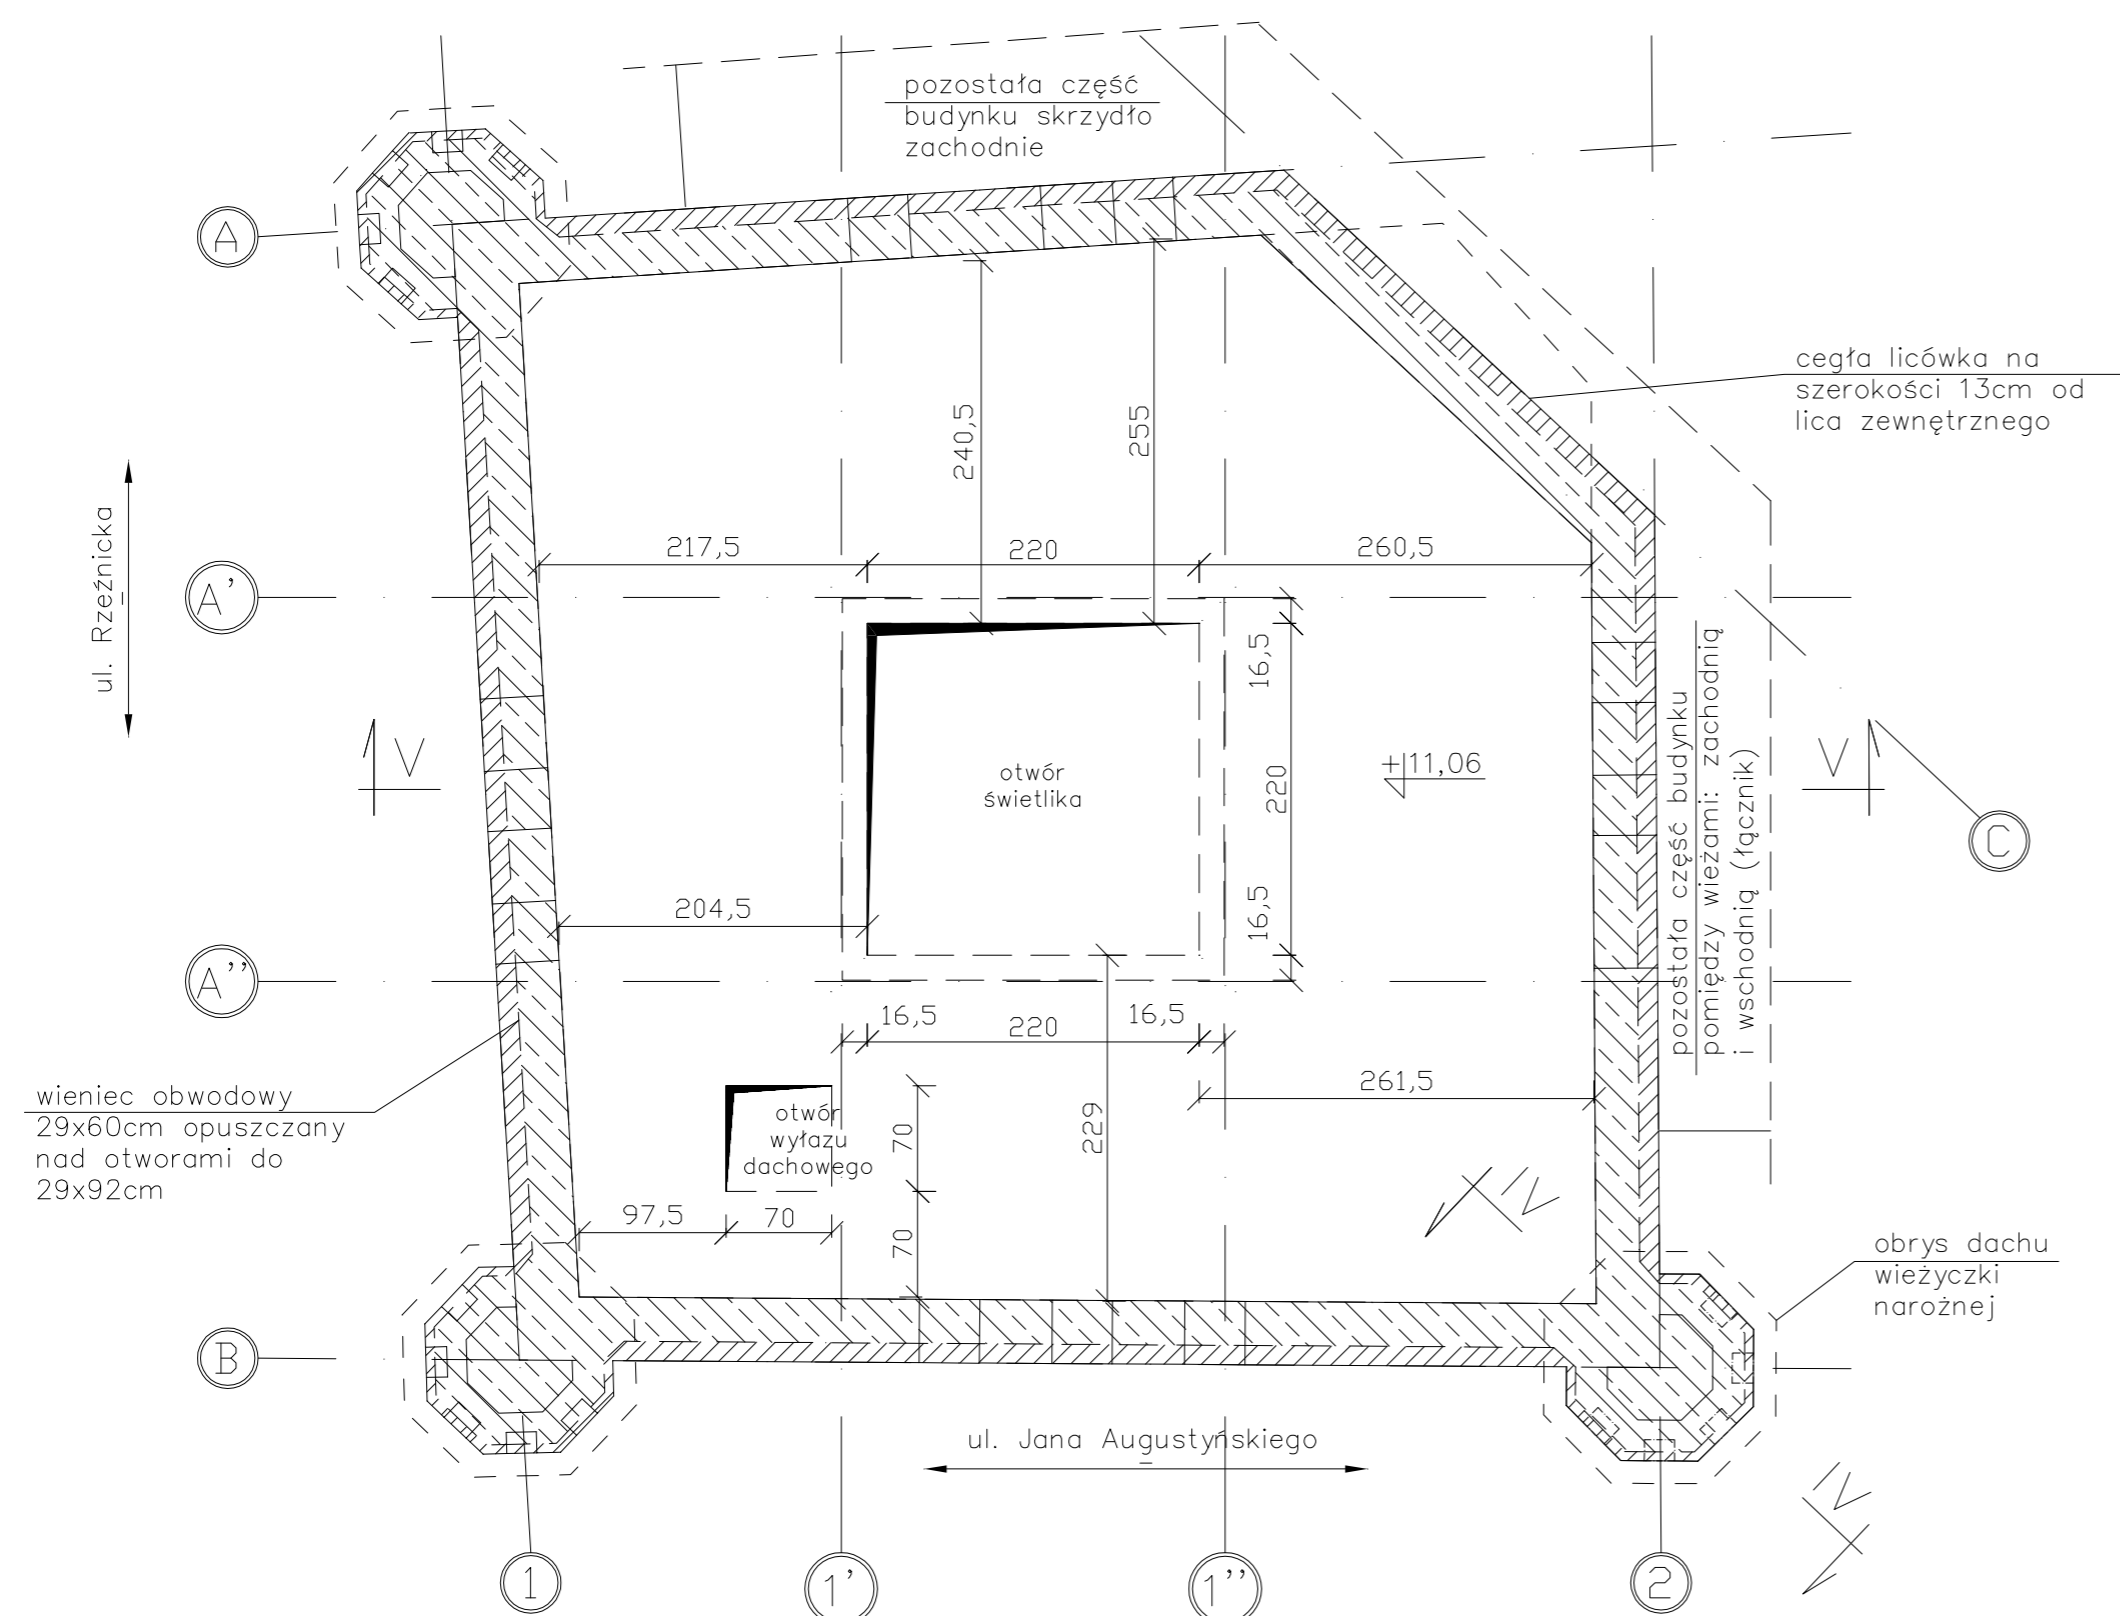 pozostała część
budynku skrzydło
zachodnie
A
cegła licówka na
szerokości 13cm od
lica zewnętrznego
240,5
255
ul. Rzeźnicka
217,5
220
260,5
A'
16,5
220
16,5
otwór
świetlika
+11,06
V
V
pozostała część budynku
pomiędzy wieżami: zachodnią
i wschodnią (łącznik)
C
204,5
A''
16,5
220
16,5
261,5
229
wieniec obwodowy
29x60cm opuszczany
nad otworami do
29x92cm
otwór
wyłazu
dachowego
70
70
97,5
70
IV
obrys dachu
wieżyczki
narożnej
B
ul. Jana Augustyńskiego
IV
1
1'
1''
2